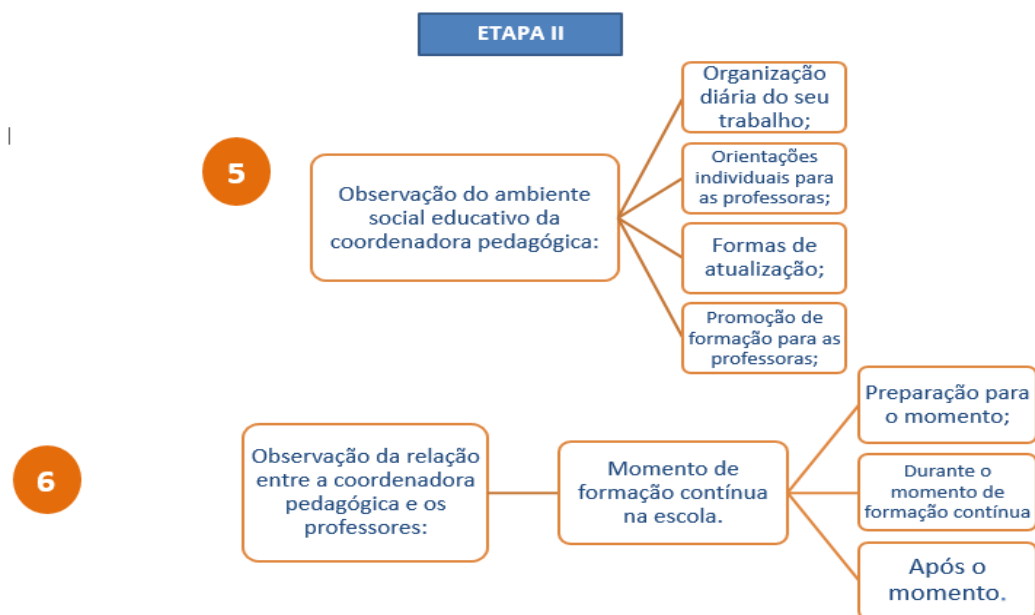 ETAPA II
5
Observação do ambiente
social educativo da
coordenadora pedagógica:
Organização
diária do seu
trabalho;
Orientações
individuais para
as professoras;
Formas de
atualização;
Promoção de
formação para as
professoras;
6
Observação da relação
entre a coordenadora
pedagógica e os
professores:
Momento de
formação contínua
na escola.
Preparação para
o momento;
Durante o
momento de
formação contínua
Após o
momento.